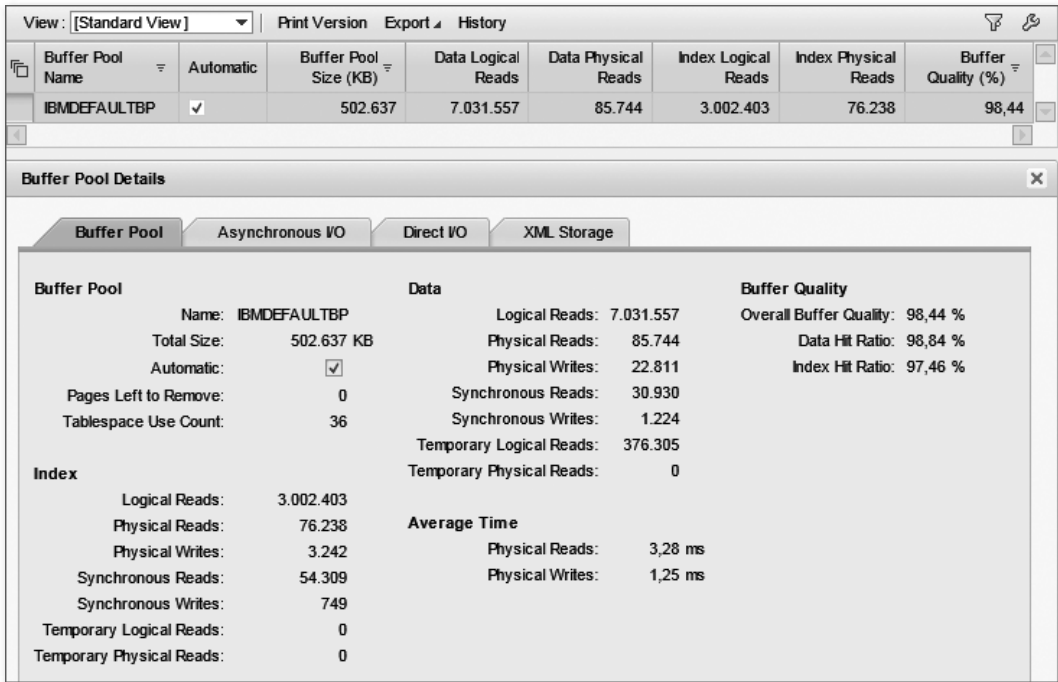 View: [Standard View] Print Version Export History
Buffer Pool Name Automatic Buffer Pool Size (KB) Data Logical Reads Data Physical Reads Index Logical Reads Index Physical Reads Buffer Quality (%)
IBMDEFAULTBP 502.637 7.031.557 85.744 3.002.403 76.238 98,44
Buffer Pool Details
Buffer Pool Asynchronous I/O Direct I/O XML Storage
Buffer Pool
Name: IBMDEFAULTBP
Total Size: 502.637 KB
Automatic:
Pages Left to Remove: 0
Tablespace Use Count: 36
Index
Logical Reads: 3.002.403
Physical Reads: 76.238
Physical Writes: 3.242
Synchronous Reads: 54.309
Synchronous Writes: 749
Temporary Logical Reads: 0
Temporary Physical Reads: 0
Data
Logical Reads: 7.031.557
Physical Reads: 85.744
Physical Writes: 22.811
Synchronous Reads: 30.930
Synchronous Writes: 1.224
Temporary Logical Reads: 376.305
Temporary Physical Reads: 0
Average Time
Physical Reads: 3,28 ms
Physical Writes: 1,25 ms
Buffer Quality
Overall Buffer Quality: 98,44 %
Data Hit Ratio: 98,84 %
Index Hit Ratio: 97,46 %